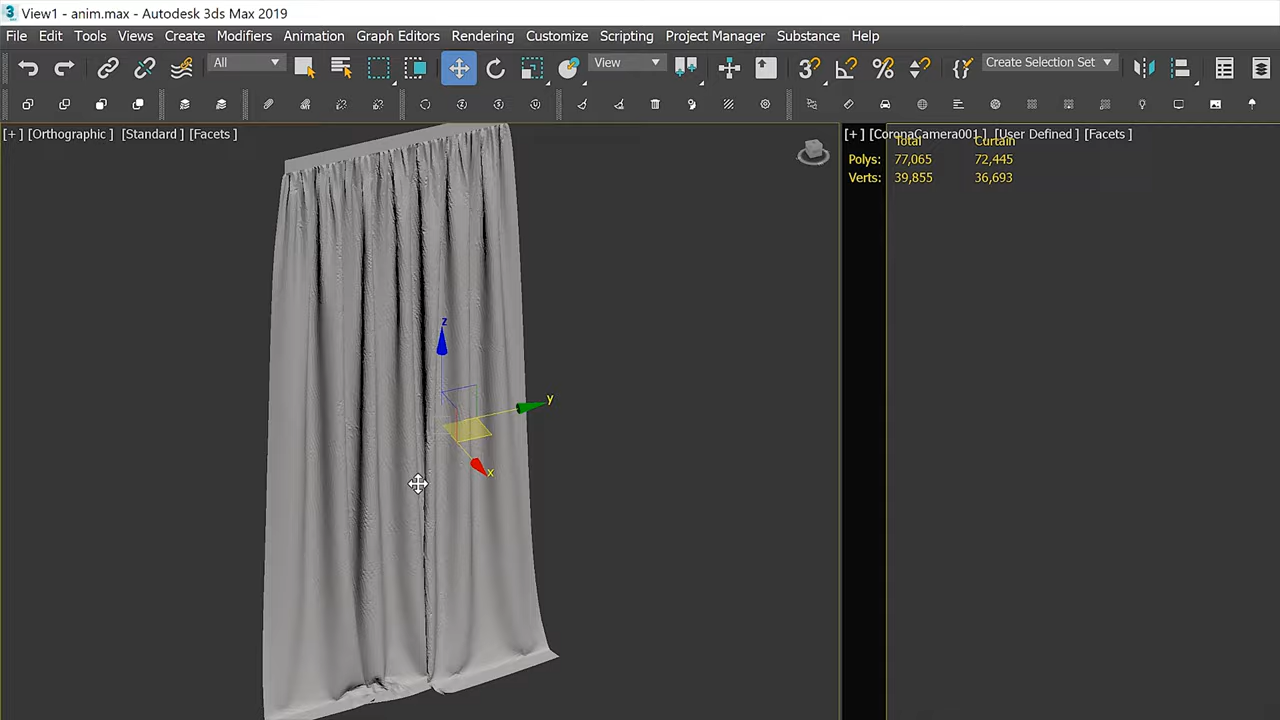 View1 - anim.max - Autodesk 3ds Max 2019
File Edit Tools Views Create Modifiers Animation Graph Editors Rendering Customize Scripting Project Manager Substance Help
All View Create Selection Set
[+] [Orthographic ] [Standard ] [Facets ]
[+] [CoronaCamera001 ] [User Defined ] [Facets ]
Total Curtain
Polys: 77,065 72,445
Verts: 39,855 36,693
z
y
x